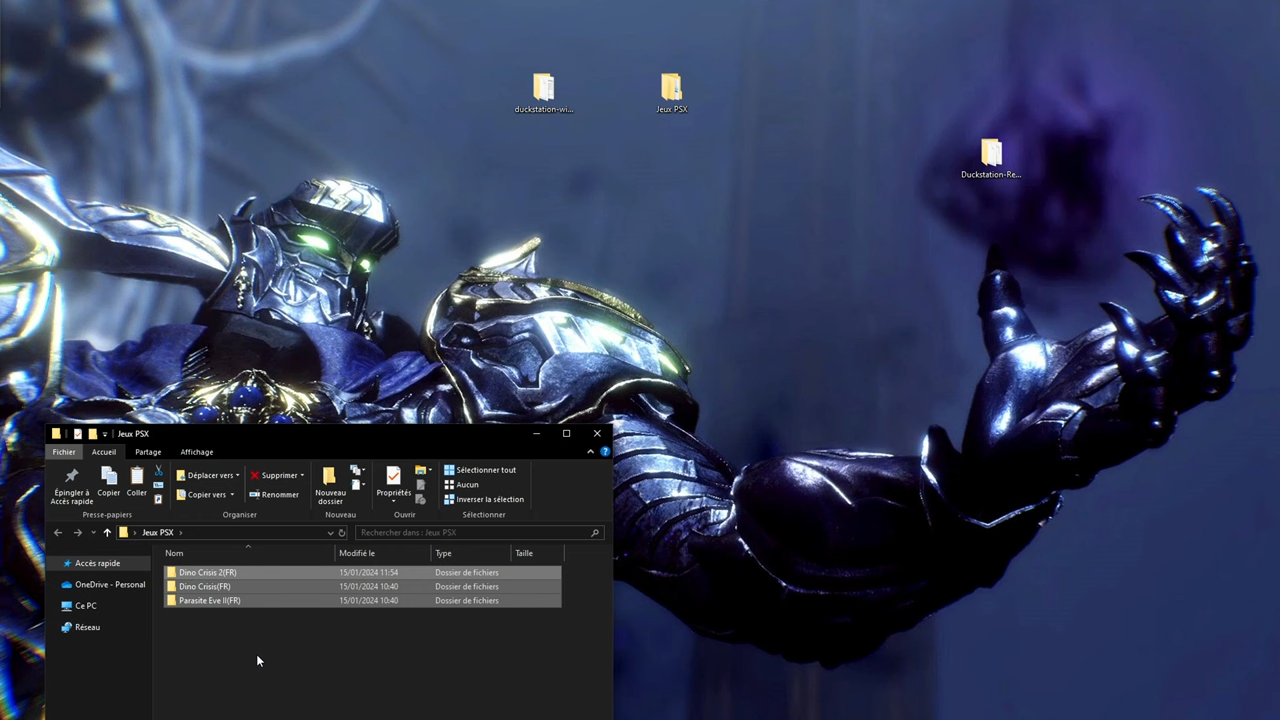 duckstation-wi...
Jeux PSX
Duckstation-Re...
Jeux PSX
Fichier
Accueil
Partage
Affichage
Épingler à
Accès rapide
Copier
Coller
Déplacer vers
Copier vers
Supprimer
Renommer
Nouveau
dossier
Propriétés
Sélectionner tout
Aucun
Inverser la sélection
Presse-papiers
Organiser
Nouveau
Ouvrir
Sélectionner
Jeux PSX
Rechercher dans : Jeux PSX
Nom
Modifié le
Type
Taille
Accès rapide
OneDrive - Personal
Ce PC
Réseau
Dino Crisis 2(FR) 15/01/2024 11:54 Dossier de fichiers
Dino Crisis(FR) 15/01/2024 10:40 Dossier de fichiers
Parasite Eve II(FR) 15/01/2024 10:40 Dossier de fichiers